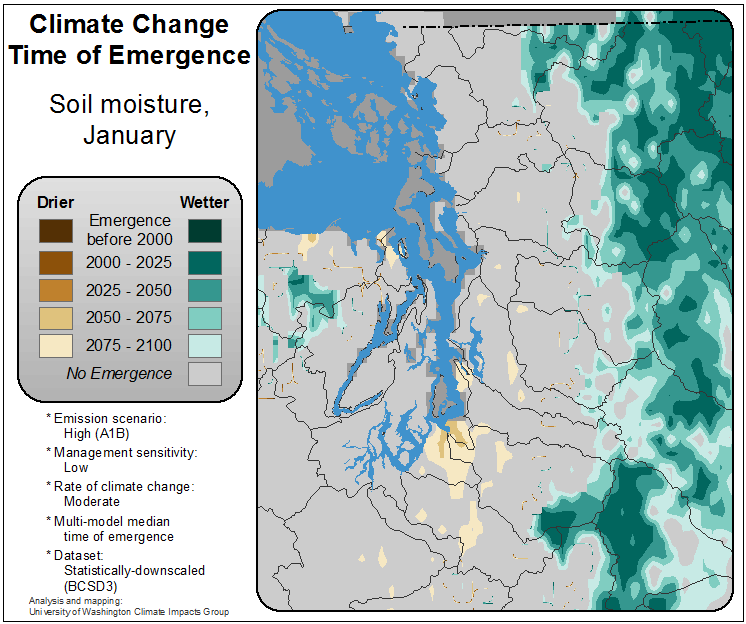 Climate Change
Time of Emergence
Soil moisture,
January
Drier
Wetter
Emergence
before 2000
2000 - 2025
2025 - 2050
2050 - 2075
2075 - 2100
No Emergence
* Emission scenario:
High (A1B)
* Management sensitivity:
Low
* Rate of climate change:
Moderate
* Multi-model median
time of emergence
* Dataset:
Statistically-downscaled
(BCSD3)
Analysis and mapping:
University of Washington Climate Impacts Group